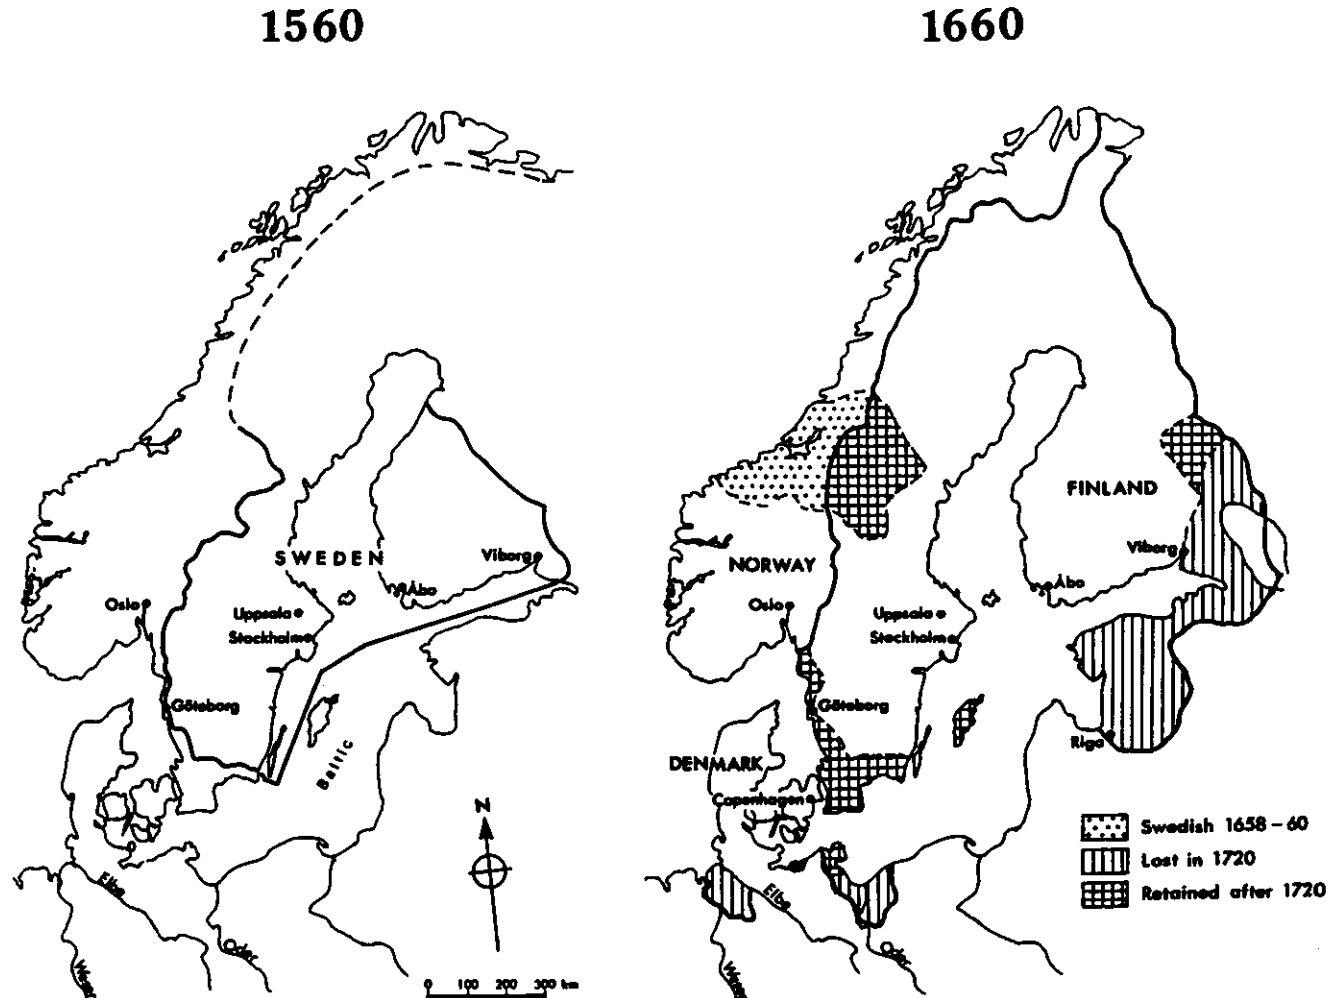 1560
1660
SWEDEN
Viborg
Åbo
Oslo
Uppsala
Stockholm
Göteborg
Baltic
N
Elbe
Oder
Weser
0 100 200 300 km
FINLAND
Viborg
NORWAY
Åbo
Oslo
Uppsala
Stockholm
Göteborg
Riga
DENMARK
Copenhagen
Elbe
Oder
Weser
Swedish 1658–60
Lost in 1720
Retained after 1720